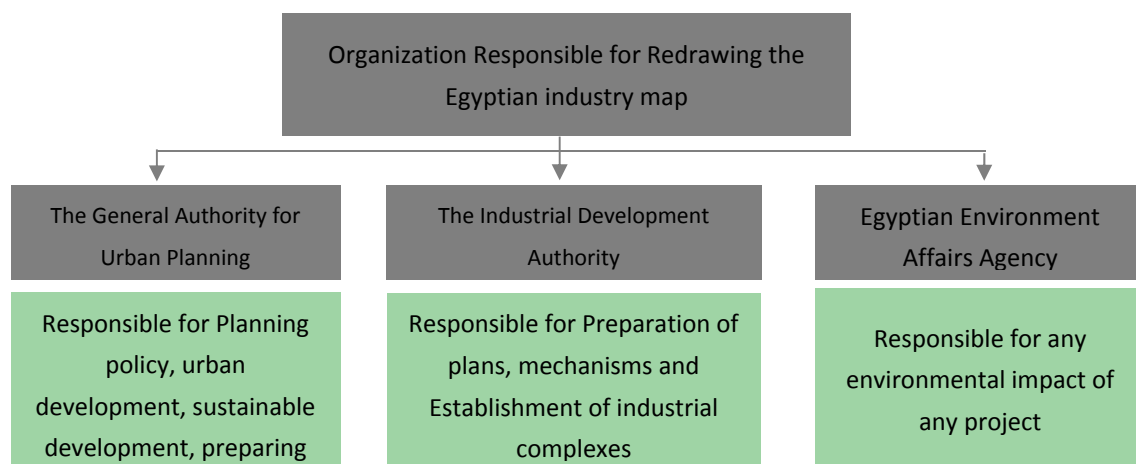 Organization Responsible for Redrawing the
Egyptian industry map
The General Authority for
Urban Planning
The Industrial Development
Authority
Egyptian Environment
Affairs Agency
Responsible for Planning
policy, urban
development, sustainable
development, preparing
Responsible for Preparation of
plans, mechanisms and
Establishment of industrial
complexes
Responsible for any
environmental impact of
any project